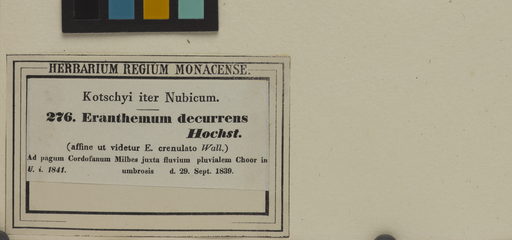 HERBARIUM REGIUM MONACENSE.
Kotschyi iter Nubicum.
276. Eranthemum decurrens
Hochst.
(affine ut videtur E. crenulato Wall.)
Ad pagum Cordofanum Milbes juxta fluvium pluvialem Choor in
U. i. 1841. umbrosis d. 29. Sept. 1839.